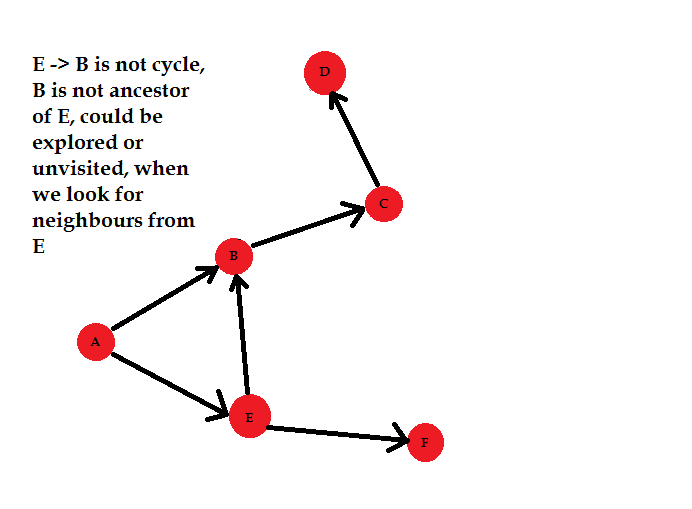 E -> B is not cycle,
B is not ancestor
of E, could be
explored or
unvisited, when
we look for
neighbours from
E
D
C
B
A
E
F